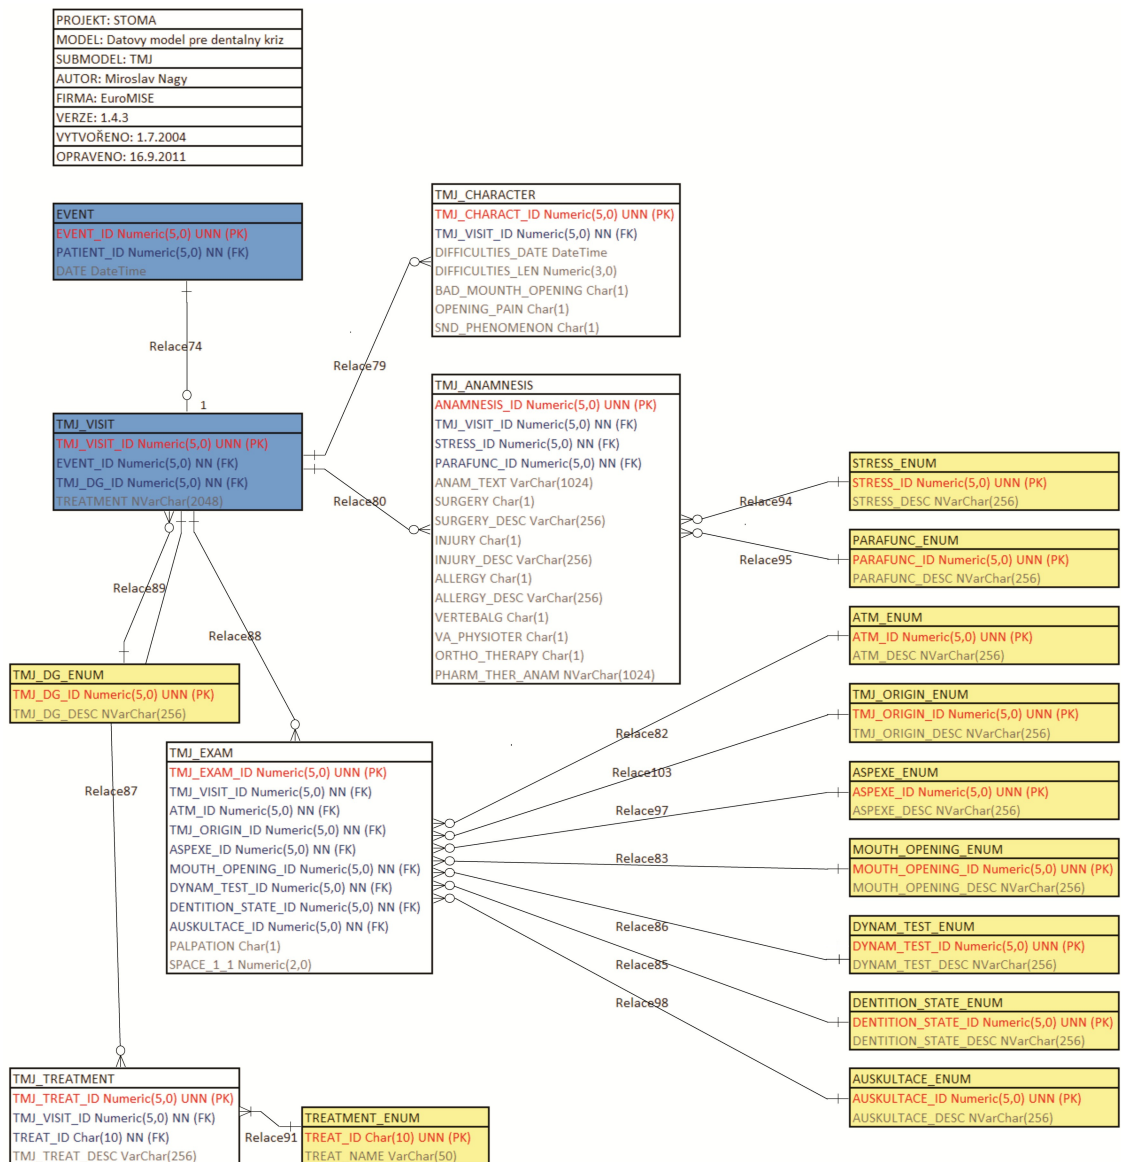 PROJEKT: STOMA
MODEL: Datovy model pre dentalny kriz
SUBMODEL: TMJ
AUTOR: Miroslav Nagy
FIRMA: EuroMISE
VERZE: 1.4.3
VYTVOŘENO: 1.7.2004
OPRAVENO: 16.9.2011
EVENT
EVENT_ID Numeric(5,0) UNN (PK)
PATIENT_ID Numeric(5,0) NN (FK)
DATE DateTime
Relace74
1
TMJ_VISIT
TMJ_VISIT_ID Numeric(5,0) UNN (PK)
EVENT_ID Numeric(5,0) NN (FK)
TMJ_DG_ID Numeric(5,0) NN (FK)
TREATMENT NVarChar(2048)
TMJ_CHARACTER
TMJ_CHARACT_ID Numeric(5,0) UNN (PK)
TMJ_VISIT_ID Numeric(5,0) NN (FK)
DIFFICULTIES_DATE DateTime
DIFFICULTIES_LEN Numeric(3,0)
BAD_MOUNTH_OPENING Char(1)
OPENING_PAIN Char(1)
SND_PHENOMENON Char(1)
Relace79
TMJ_ANAMNESIS
ANAMNESIS_ID Numeric(5,0) UNN (PK)
TMJ_VISIT_ID Numeric(5,0) NN (FK)
STRESS_ID Numeric(5,0) NN (FK)
PARAFUNC_ID Numeric(5,0) NN (FK)
ANAM_TEXT VarChar(1024)
SURGERY Char(1)
SURGERY_DESC VarChar(256)
INJURY Char(1)
INJURY_DESC VarChar(256)
ALLERGY Char(1)
ALLERGY_DESC VarChar(256)
VERTEBALG Char(1)
VA_PHYSIOTER Char(1)
ORTHO_THERAPY Char(1)
PHARM_THER_ANAM NVarChar(1024)
Relace80
Relace94
Relace95
STRESS_ENUM
STRESS_ID Numeric(5,0) UNN (PK)
STRESS_DESC NVarChar(256)
PARAFUNC_ENUM
PARAFUNC_ID Numeric(5,0) UNN (PK)
PARAFUNC_DESC NVarChar(256)
ATM_ENUM
ATM_ID Numeric(5,0) UNN (PK)
ATM_DESC NVarChar(256)
TMJ_ORIGIN_ENUM
TMJ_ORIGIN_ID Numeric(5,0) UNN (PK)
TMJ_ORIGIN_DESC NVarChar(256)
ASPEXE_ENUM
ASPEXE_ID Numeric(5,0) UNN (PK)
ASPEXE_DESC NVarChar(256)
MOUTH_OPENING_ENUM
MOUTH_OPENING_ID Numeric(5,0) UNN (PK)
MOUTH_OPENING_DESC NVarChar(256)
DYNAM_TEST_ENUM
DYNAM_TEST_ID Numeric(5,0) UNN (PK)
DYNAM_TEST_DESC NVarChar(256)
DENTITION_STATE_ENUM
DENTITION_STATE_ID Numeric(5,0) UNN (PK)
DENTITION_STATE_DESC NVarChar(256)
AUSKULTACE_ENUM
AUSKULTACE_ID Numeric(5,0) UNN (PK)
AUSKULTACE_DESC NVarChar(256)
Relace89
Relace88
TMJ_DG_ENUM
TMJ_DG_ID Numeric(5,0) UNN (PK)
TMJ_DG_DESC NVarChar(256)
Relace87
TMJ_EXAM
TMJ_EXAM_ID Numeric(5,0) UNN (PK)
TMJ_VISIT_ID Numeric(5,0) NN (FK)
ATM_ID Numeric(5,0) NN (FK)
TMJ_ORIGIN_ID Numeric(5,0) NN (FK)
ASPEXE_ID Numeric(5,0) NN (FK)
MOUTH_OPENING_ID Numeric(5,0) NN (FK)
DYNAM_TEST_ID Numeric(5,0) NN (FK)
DENTITION_STATE_ID Numeric(5,0) NN (FK)
AUSKULTACE_ID Numeric(5,0) NN (FK)
PALPATION Char(1)
SPACE_1_1 Numeric(2,0)
Relace82
Relace103
Relace97
Relace83
Relace86
Relace85
Relace98
TMJ_TREATMENT
TMJ_TREAT_ID Numeric(5,0) UNN (PK)
TMJ_VISIT_ID Numeric(5,0) NN (FK)
TREAT_ID Char(10) NN (FK)
TMJ_TREAT_DESC VarChar(256)
Relace91
TREATMENT_ENUM
TREAT_ID Char(10) UNN (PK)
TREAT_NAME VarChar(50)